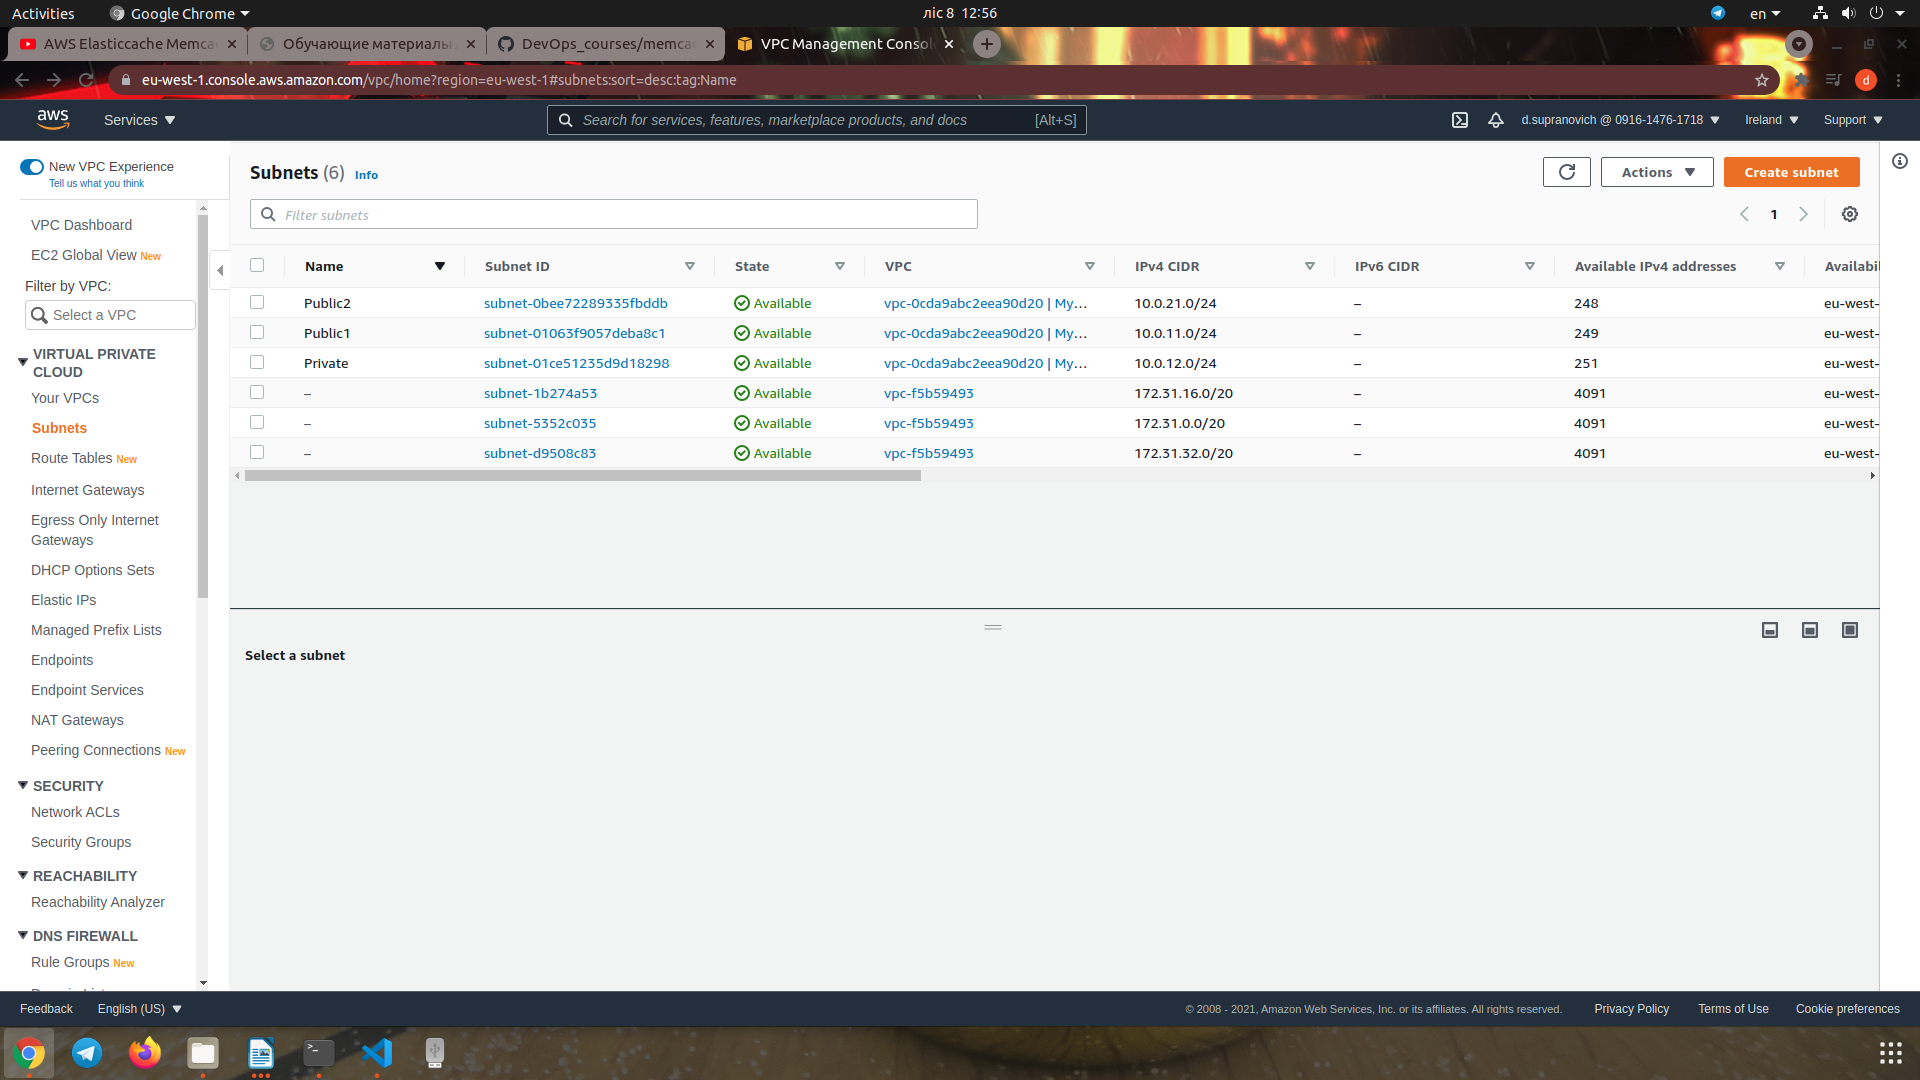 Activities
Google Chrome
ліс 8 12:56
en
AWS Elasticcache Memca
Обучающие материалы
DevOps_courses/memca
VPC Management Consol
eu-west-1.console.aws.amazon.com/vpc/home?region=eu-west-1#subnets:sort=desc:tag:Name
d
aws
Services
Search for services, features, marketplace products, and docs
[Alt+S]
d.supranovich @ 0916-1476-1718
Ireland
Support
New VPC Experience
Tell us what you think
VPC Dashboard
EC2 Global View New
Filter by VPC:
Select a VPC
VIRTUAL PRIVATE
CLOUD
Your VPCs
Subnets
Route Tables New
Internet Gateways
Egress Only Internet
Gateways
DHCP Options Sets
Elastic IPs
Managed Prefix Lists
Endpoints
Endpoint Services
NAT Gateways
Peering Connections New
SECURITY
Network ACLs
Security Groups
REACHABILITY
Reachability Analyzer
DNS FIREWALL
Rule Groups New
Subnets (6) Info
Actions
Create subnet
Filter subnets
1
Name Subnet ID State VPC IPv4 CIDR IPv6 CIDR Available IPv4 addresses Availabil
Public2 subnet-0bee72289335fbddb Available vpc-0cda9abc2eea90d20 | My... 10.0.21.0/24 – 248 eu-west-
Public1 subnet-01063f9057deba8c1 Available vpc-0cda9abc2eea90d20 | My... 10.0.11.0/24 – 249 eu-west-
Private subnet-01ce51235d9d18298 Available vpc-0cda9abc2eea90d20 | My... 10.0.12.0/24 – 251 eu-west-
– subnet-1b274a53 Available vpc-f5b59493 172.31.16.0/20 – 4091 eu-west-
– subnet-5352c035 Available vpc-f5b59493 172.31.0.0/20 – 4091 eu-west-
– subnet-d9508c83 Available vpc-f5b59493 172.31.32.0/20 – 4091 eu-west-
Select a subnet
Feedback
English (US)
© 2008 - 2021, Amazon Web Services, Inc. or its affiliates. All rights reserved.
Privacy Policy
Terms of Use
Cookie preferences